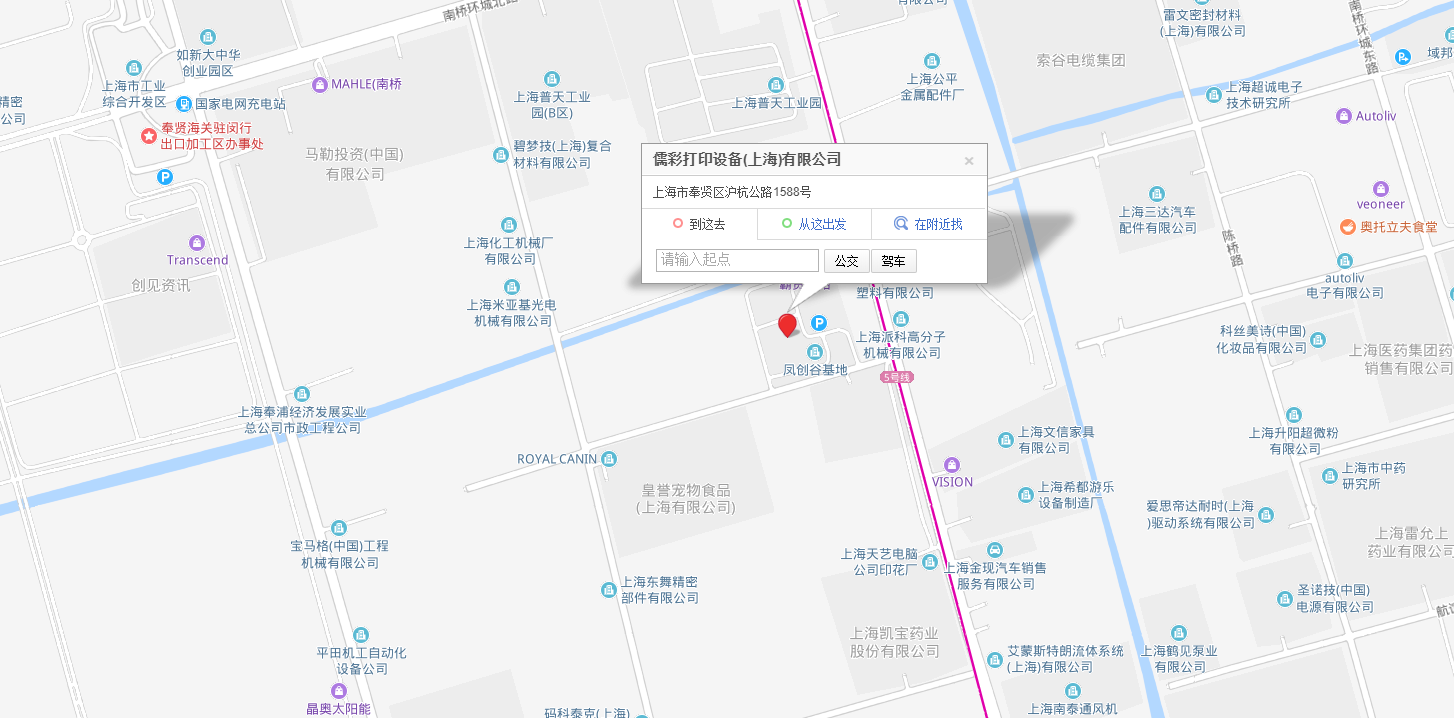 南桥环城北路
如新大中华
创业园区
上海市工业
综合开发区
国家电网充电站
MAHLE(南桥
精密
公司
奉贤海关驻闵行
出口加工区办事处
P
马勒投资(中国)
有限公司
上海普天工业
园(B区)
碧梦技(上海)复合
材料有限公司
上海普天工业园
有限公司
上海公平
金属配件厂
索谷电缆集团
雷文密封材料
(上海)有限公司
南桥环城东路
域邦
上海超诚电子
技术研究所
Autoliv
儒彩打印设备(上海)有限公司
×
上海市奉贤区沪杭公路1588号
到这去
从这出发
在附近找
请输入起点
公交
驾车
上海三达汽车
配件有限公司
veoneer
奥托立夫食堂
陈桥路
autoliv
电子有限公司
Transcend
创见资讯
上海化工机械厂
有限公司
上海米亚基光电
机械有限公司
塑料有限公司
P
上海派科高分子
机械有限公司
凤创谷基地
5号线
科丝美诗(中国)
化妆品有限公司
上海医药集团药
销售有限公司
上海奉浦经济发展实业
总公司市政工程公司
ROYAL CANIN
皇誉宠物食品
(上海有限公司)
上海文信家具
有限公司
VISION
上海希都游乐
设备制造厂
上海升阳超微粉
有限公司
上海市中药
研究所
爱思帝达耐时(上海
)驱动系统有限公司
上海雷允上
药业有限公司
宝马格(中国)工程
机械有限公司
上海东舞精密
部件有限公司
上海天艺电脑
公司印花厂
上海金现汽车销售
服务有限公司
圣诺技(中国)
电源有限公司
平田机工自动化
设备公司
上海凯宝药业
股份有限公司
艾蒙斯特朗流体系统
(上海)有限公司
上海鹤见泵业
有限公司
晶奥太阳能
码科泰克(上海)
上海南泰通风机